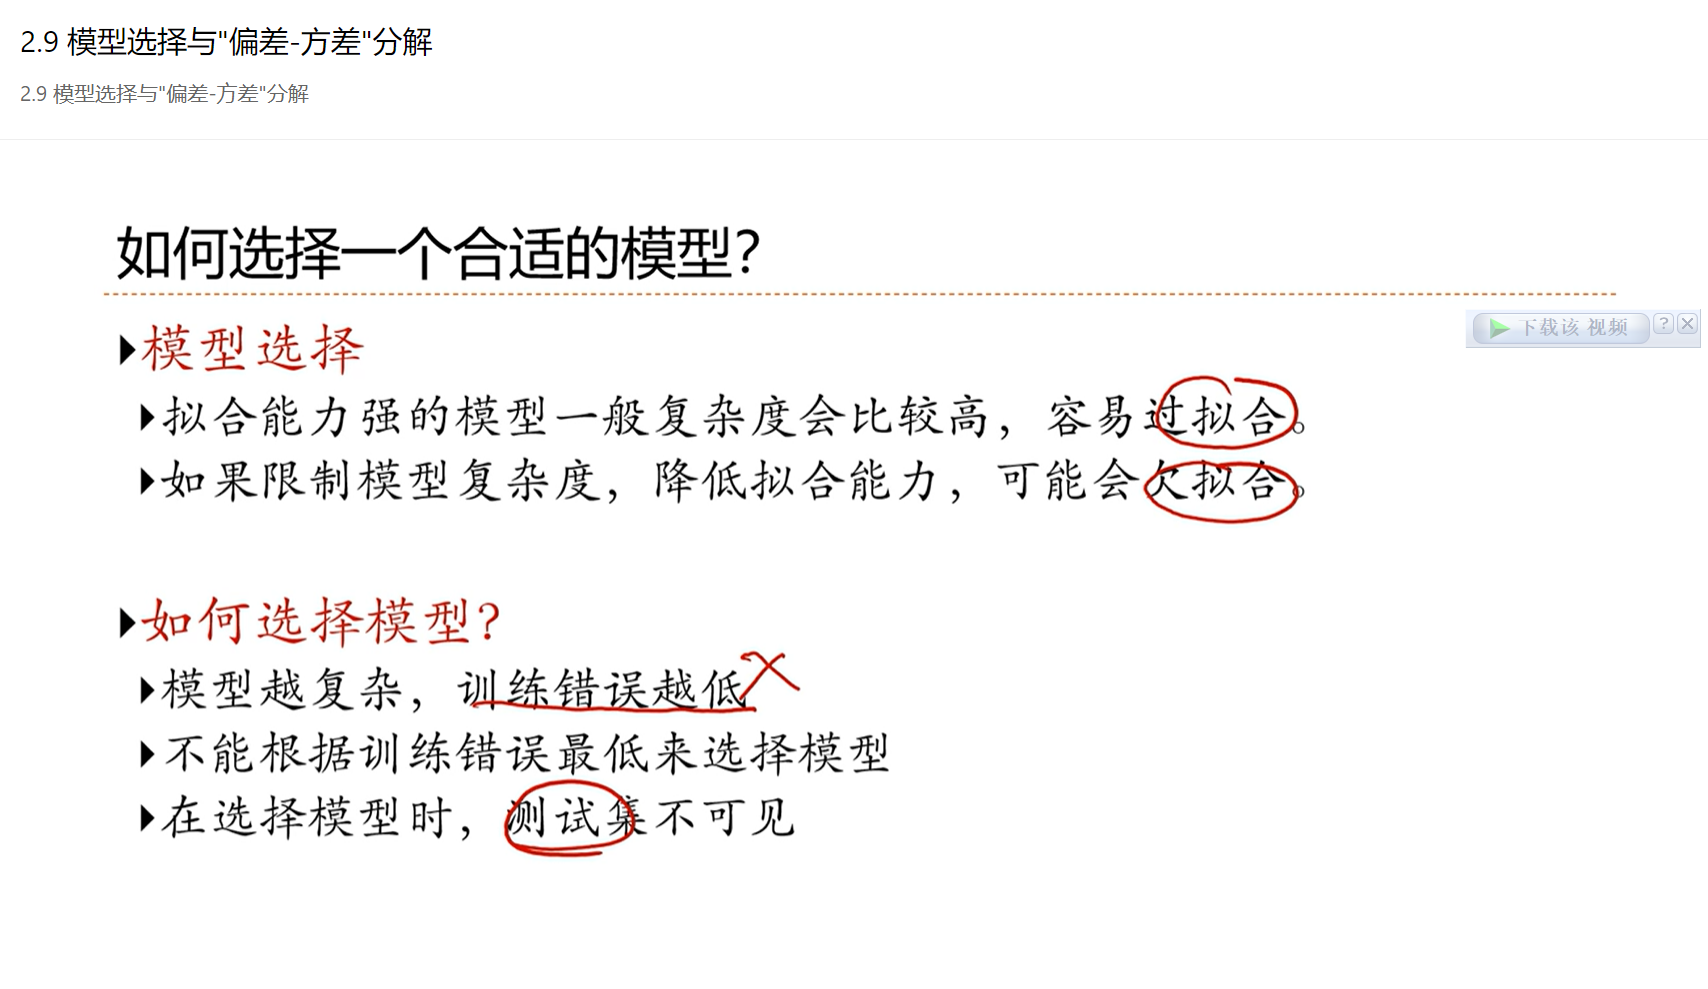 2.9 模型选择与"偏差-方差"分解
2.9 模型选择与"偏差-方差"分解
如何选择一个合适的模型?
下载该 视频 ?
模型选择
拟合能力强的模型一般复杂度会比较高，容易过拟合。
如果限制模型复杂度，降低拟合能力，可能会欠拟合。
如何选择模型?
模型越复杂，训练错误越低
不能根据训练错误最低来选择模型
在选择模型时，测试集不可见